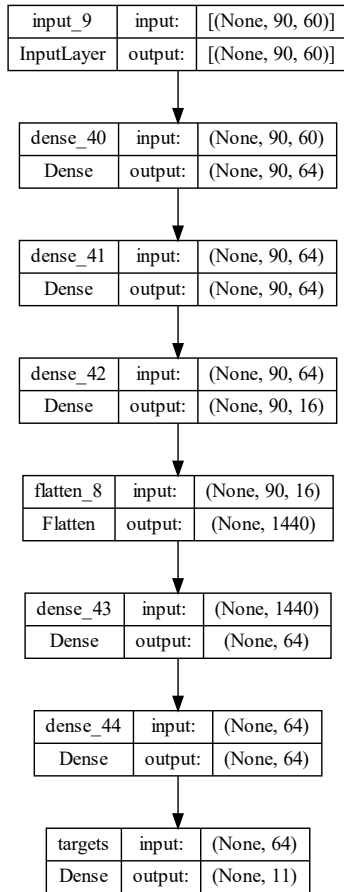 input_9 input: [(None, 90, 60)]
InputLayer output: [(None, 90, 60)]
dense_40 input: (None, 90, 60)
Dense output: (None, 90, 64)
dense_41 input: (None, 90, 64)
Dense output: (None, 90, 64)
dense_42 input: (None, 90, 64)
Dense output: (None, 90, 16)
flatten_8 input: (None, 90, 16)
Flatten output: (None, 1440)
dense_43 input: (None, 1440)
Dense output: (None, 64)
dense_44 input: (None, 64)
Dense output: (None, 64)
targets input: (None, 64)
Dense output: (None, 11)